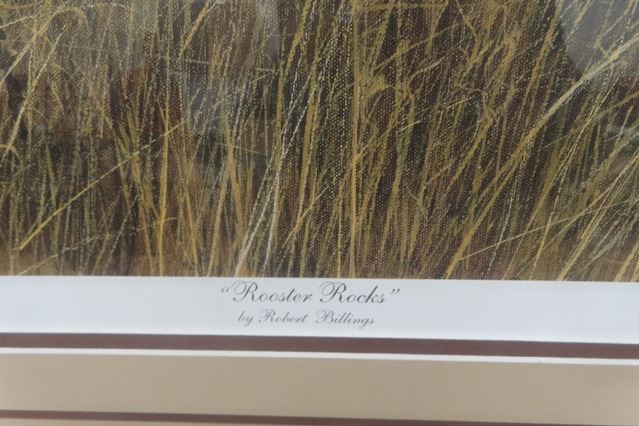 "Rooster Rocks"
by Robert Billings